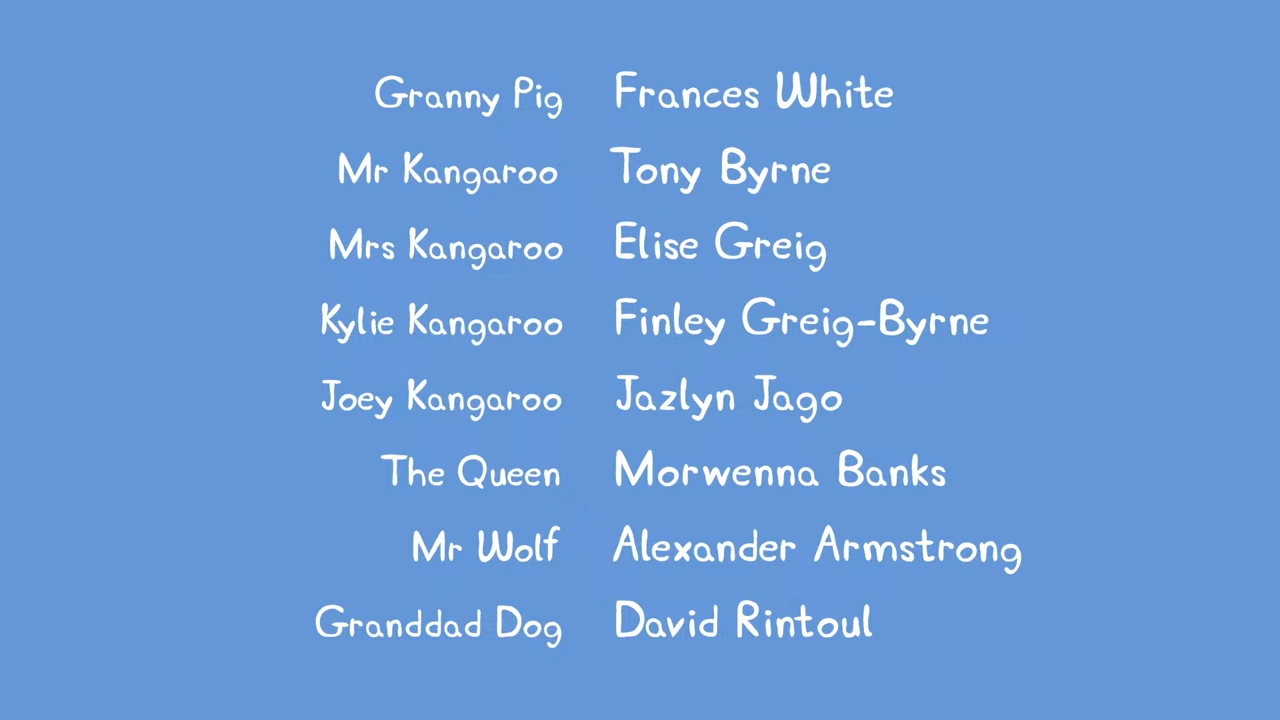 Granny Pig Frances White
Mr Kangaroo Tony Byrne
Mrs Kangaroo Elise Greig
Kylie Kangaroo Finley Greig-Byrne
Joey Kangaroo Jazlyn Jago
The Queen Morwenna Banks
Mr Wolf Alexander Armstrong
Granddad Dog David Rintoul